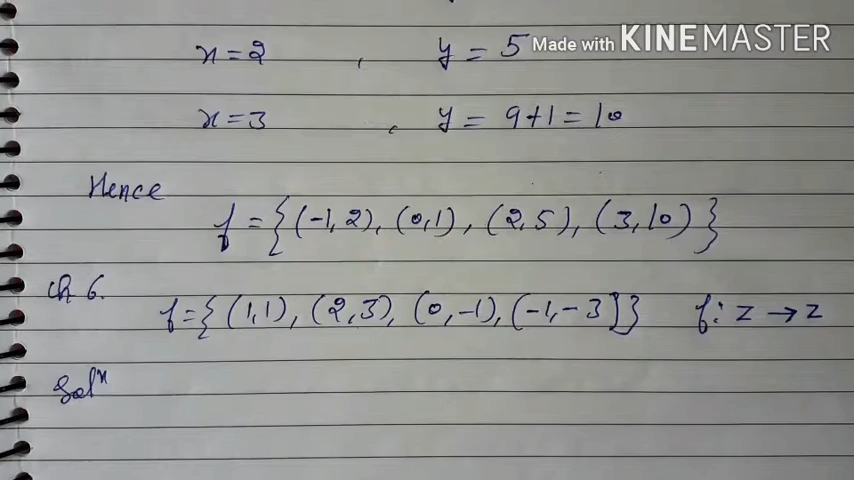 x = 2 , y = 5 Made with KINEMASTER
x = 3 , y = 9+1 = 10
Hence
f = {(-1, 2), (0,1), (2, 5), (3, 10)}
6.
f = {(1,1), (2, 3), (0, -1), (-1, -3)} f: z → z
Solⁿ